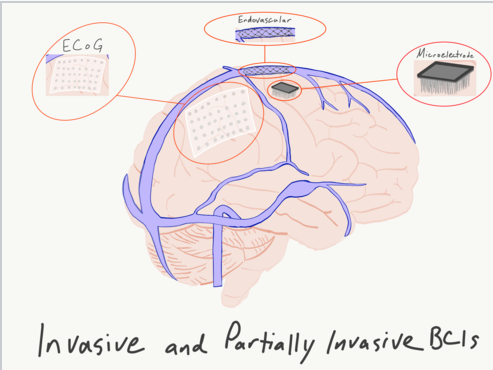 Endovascular
ECoG
Microelectrode
Invasive and Partially Invasive BCIs